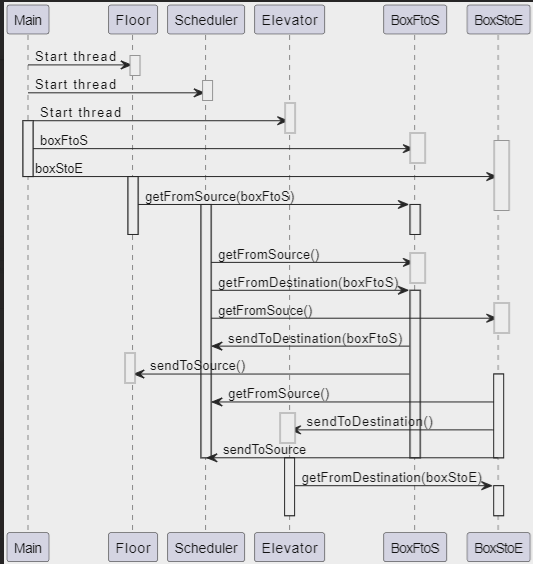 Main Floor Scheduler Elevator BoxFtoS BoxStoE
Start thread
Start thread
Start thread
boxFtoS
boxStoE
getFromSource(boxFtoS)
getFromSource()
getFromDestination(boxFtoS)
getFromSouce()
sendToDestination(boxFtoS)
sendToSource()
getFromSource()
sendToDestination()
sendToSource
getFromDestination(boxStoE)
Main Floor Scheduler Elevator BoxFtoS BoxStoE